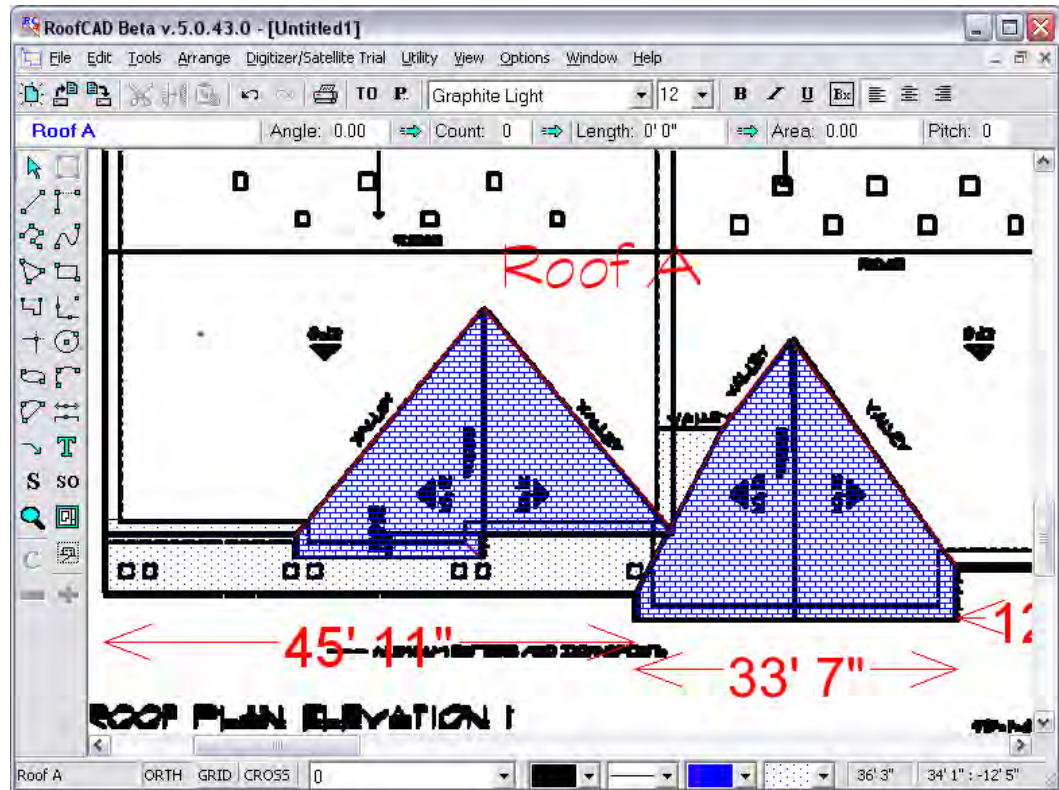 RoofCAD Beta v.5.0.43.0 - [Untitled1]
File Edit Tools Arrange Digitizer/Satellite Trial Utility View Options Window Help
TO P. Graphite Light 12 B I U Bx
Roof A Angle: 0.00 Count: 0 Length: 0' 0" Area: 0.00 Pitch: 0
Roof A
VALLEY VALLEY
VALLEY VALLEY VALLEY
T
S SO
C
45' 11"
33' 7"
12
ROOF PLAN ELEVATION 1
Roof A ORTH GRID CROSS 0 36' 3" 34' 1" : -12' 5"